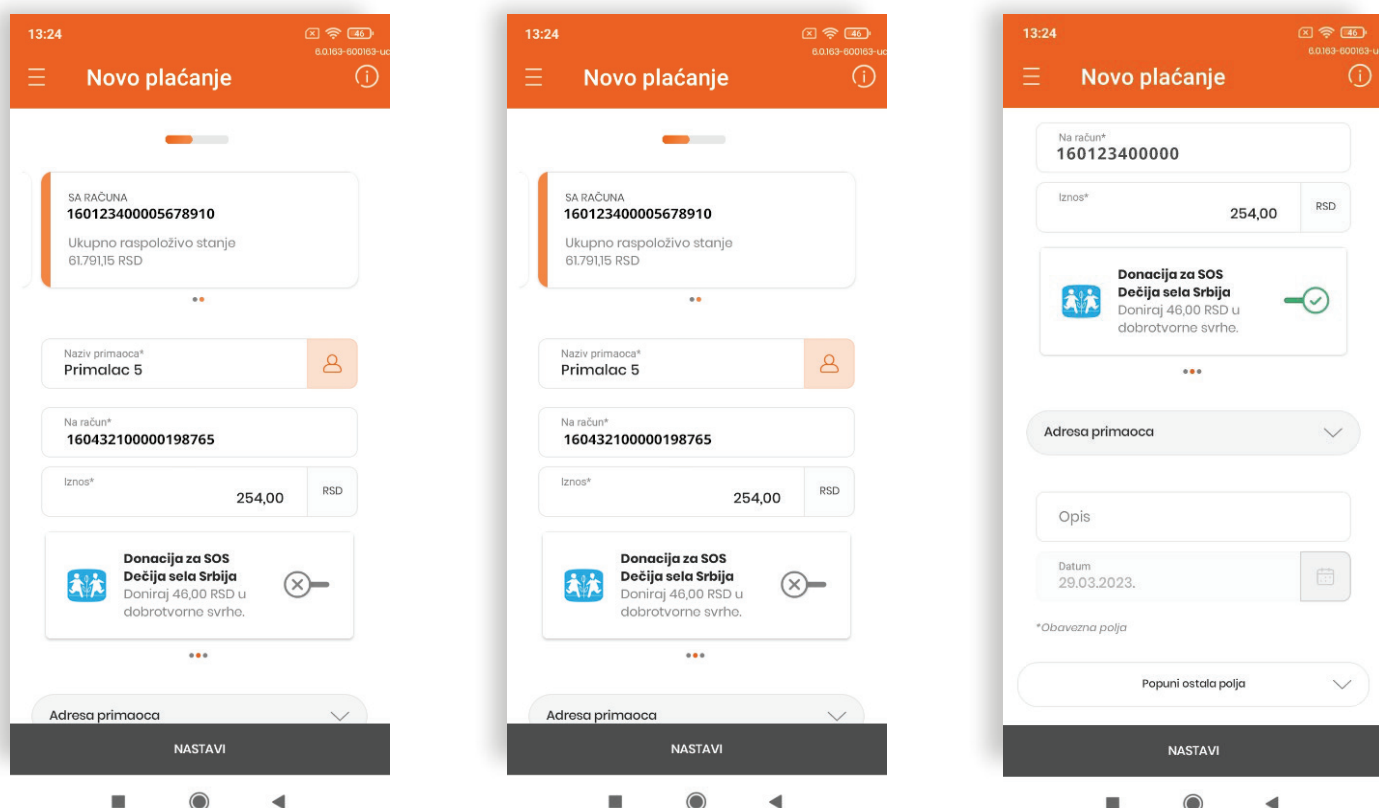 13:24
46
6.0.163-600163-uc
Novo plaćanje
SA RAČUNA
160123400005678910
Ukupno raspoloživo stanje
61.791,15 RSD
Naziv primaoca*
Primalac 5
Na račun*
160432100000198765
Iznos*
254,00
RSD
Donacija za SOS
Dečija sela Srbija
Doniraj 46,00 RSD u
dobrotvorne svrhe.
Adresa primaoca
NASTAVI
13:24
46
6.0.163-600163-uc
Novo plaćanje
SA RAČUNA
160123400005678910
Ukupno raspoloživo stanje
61.791,15 RSD
Naziv primaoca*
Primalac 5
Na račun*
160432100000198765
Iznos*
254,00
RSD
Donacija za SOS
Dečija sela Srbija
Doniraj 46,00 RSD u
dobrotvorne svrhe.
Adresa primaoca
NASTAVI
13:24
46
6.0.163-600163-u
Novo plaćanje
Na račun*
160123400000
Iznos*
254,00
RSD
Donacija za SOS
Dečija sela Srbija
Doniraj 46,00 RSD u
dobrotvorne svrhe.
Adresa primaoca
Opis
Datum
29.03.2023.
*Obavezna polja
Popuni ostala polja
NASTAVI